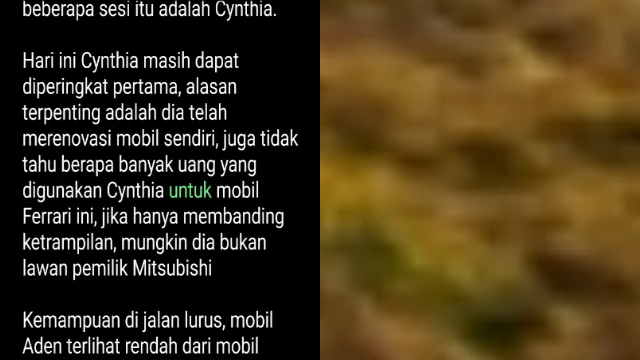 beberapa sesi itu adalah Cynthia.
Hari ini Cynthia masih dapat
diperingkat pertama, alasan
terpenting adalah dia telah
merenovasi mobil sendiri, juga tidak
tahu berapa banyak uang yang
digunakan Cynthia untuk mobil
Ferrari ini, jika hanya membanding
ketrampilan, mungkin dia bukan
lawan pemilik Mitsubishi
Kemampuan di jalan lurus, mobil
Aden terlihat rendah dari mobil